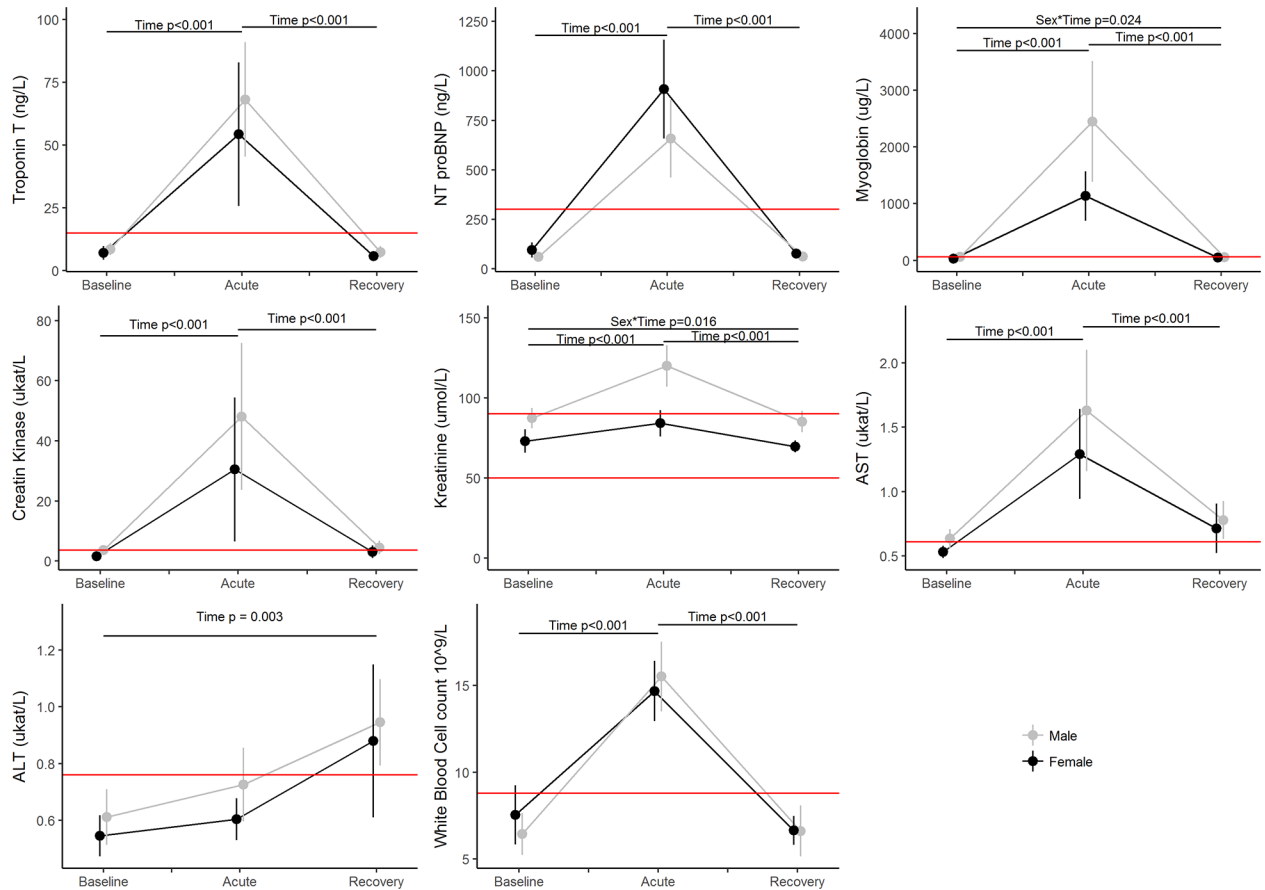 Time p<0.001
Time p<0.001
Troponin T (ng/L)
100
75
50
25
0
Baseline
Acute
Recovery
Time p<0.001
Time p<0.001
NT proBNP (ng/L)
1250
1000
750
500
250
0
Baseline
Acute
Recovery
Sex*Time p=0.024
Time p<0.001
Time p<0.001
Myoglobin (ug/L)
4000
3000
2000
1000
0
Baseline
Acute
Recovery
Time p<0.001
Time p<0.001
Creatin Kinase (ukat/L
80
60
40
20
0
Baseline
Acute
Recovery
Sex*Time p=0.016
Time p<0.001
Time p<0.001
Kreatinine (umol/L)
150
100
50
0
Baseline
Acute
Recovery
Time p<0.001
Time p<0.001
AST (ukat/L)
2.0
1.5
1.0
0.5
Baseline
Acute
Recovery
Time p = 0.003
ALT (ukat/L)
1.2
1.0
0.8
0.6
Baseline
Acute
Recovery
Time p<0.001
Time p<0.001
White Blood Cell count 10^9/L
15
10
5
Baseline
Acute
Recovery
Male
Female